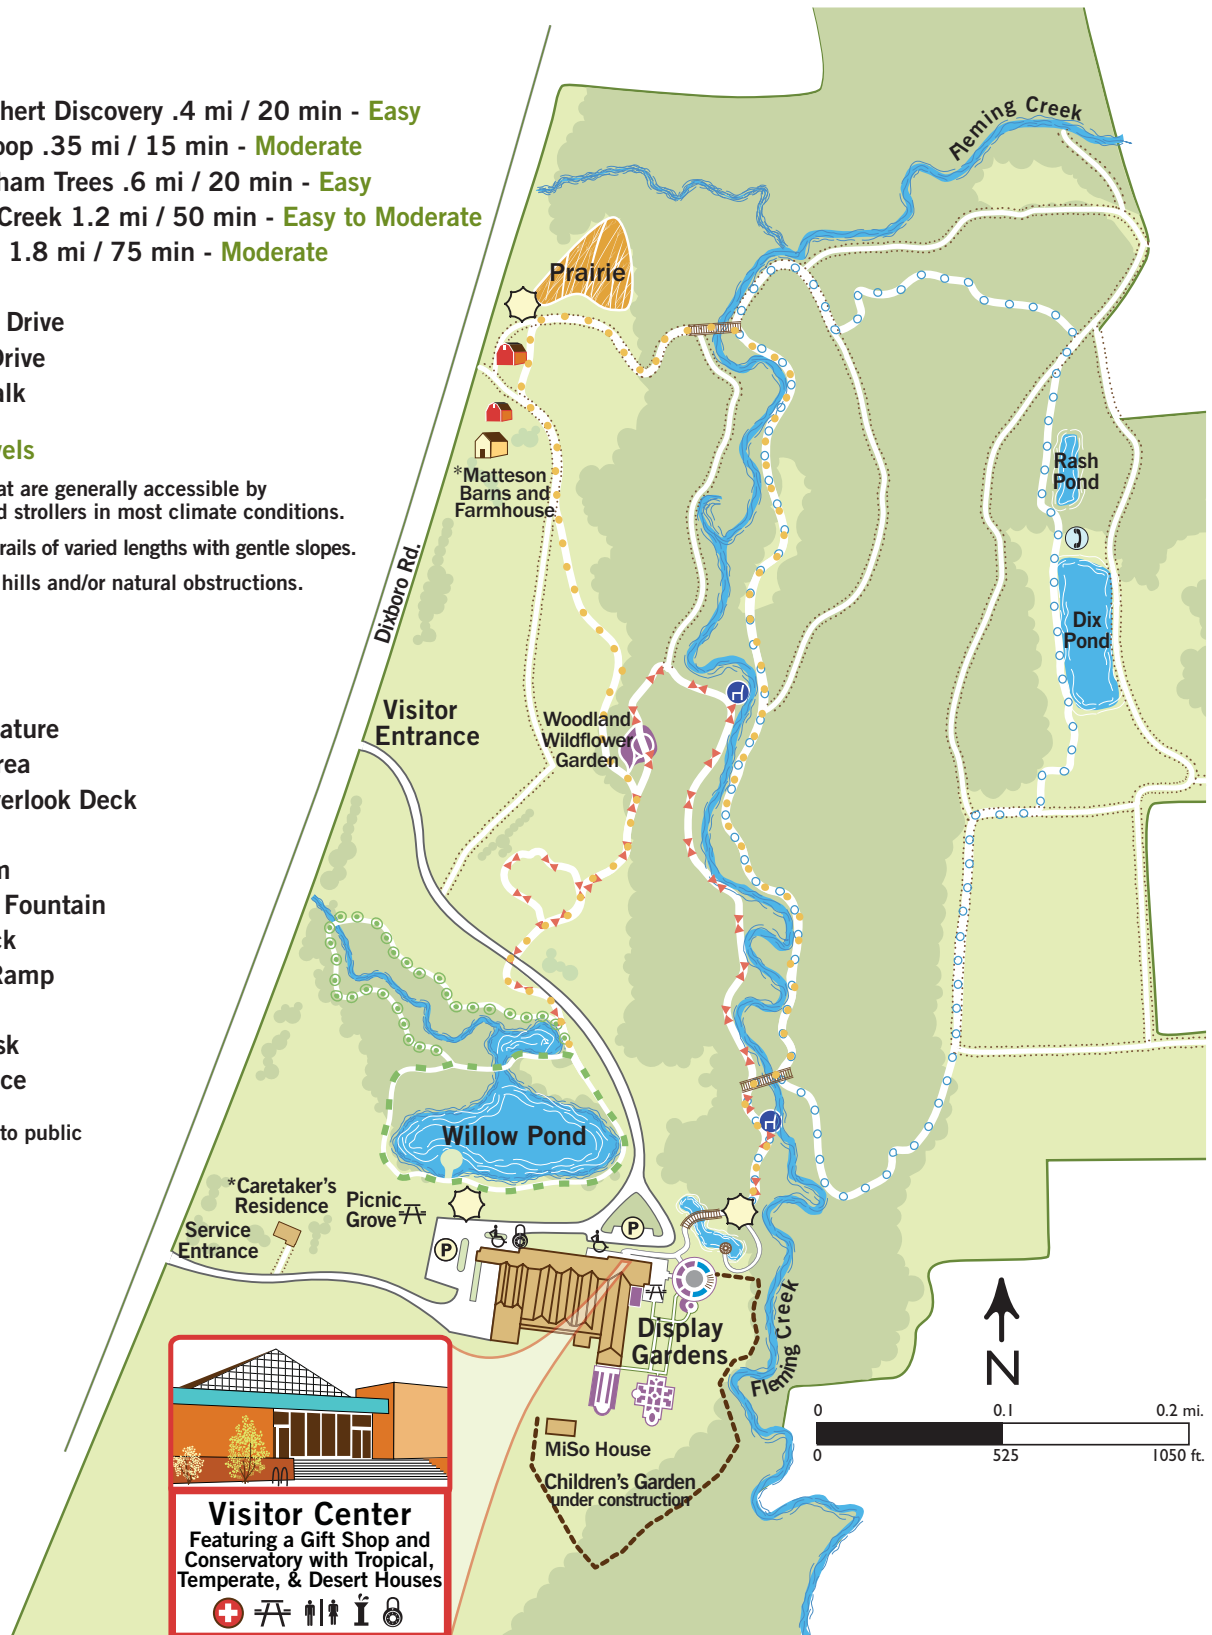 hert Discovery .4 mi / 20 min - Easy
oop .35 mi / 15 min - Moderate
ham Trees .6 mi / 20 min - Easy
Creek 1.2 mi / 50 min - Easy to Moderate
1.8 mi / 75 min - Moderate
Drive
Drive
alk
vels
at are generally accessible by
d strollers in most climate conditions.
rails of varied lengths with gentle slopes.
hills and/or natural obstructions.
ature
rea
verlook Deck
n
Fountain
ck
Ramp
sk
ce
to public
Fleming Creek
Prairie
*Matteson
Barns and
Farmhouse
Dixboro Rd.
Rash
Pond
Dix
Pond
Visitor
Entrance
Woodland
Wildflower
Garden
Willow Pond
*Caretaker's
Residence
Picnic
Grove
Service
Entrance
P
P
Display
Gardens
Fleming Creek
MiSo House
Children's Garden
under construction
N
0 0.1 0.2 mi.
0 525 1050 ft.
Visitor Center
Featuring a Gift Shop and
Conservatory with Tropical,
Temperate, & Desert Houses